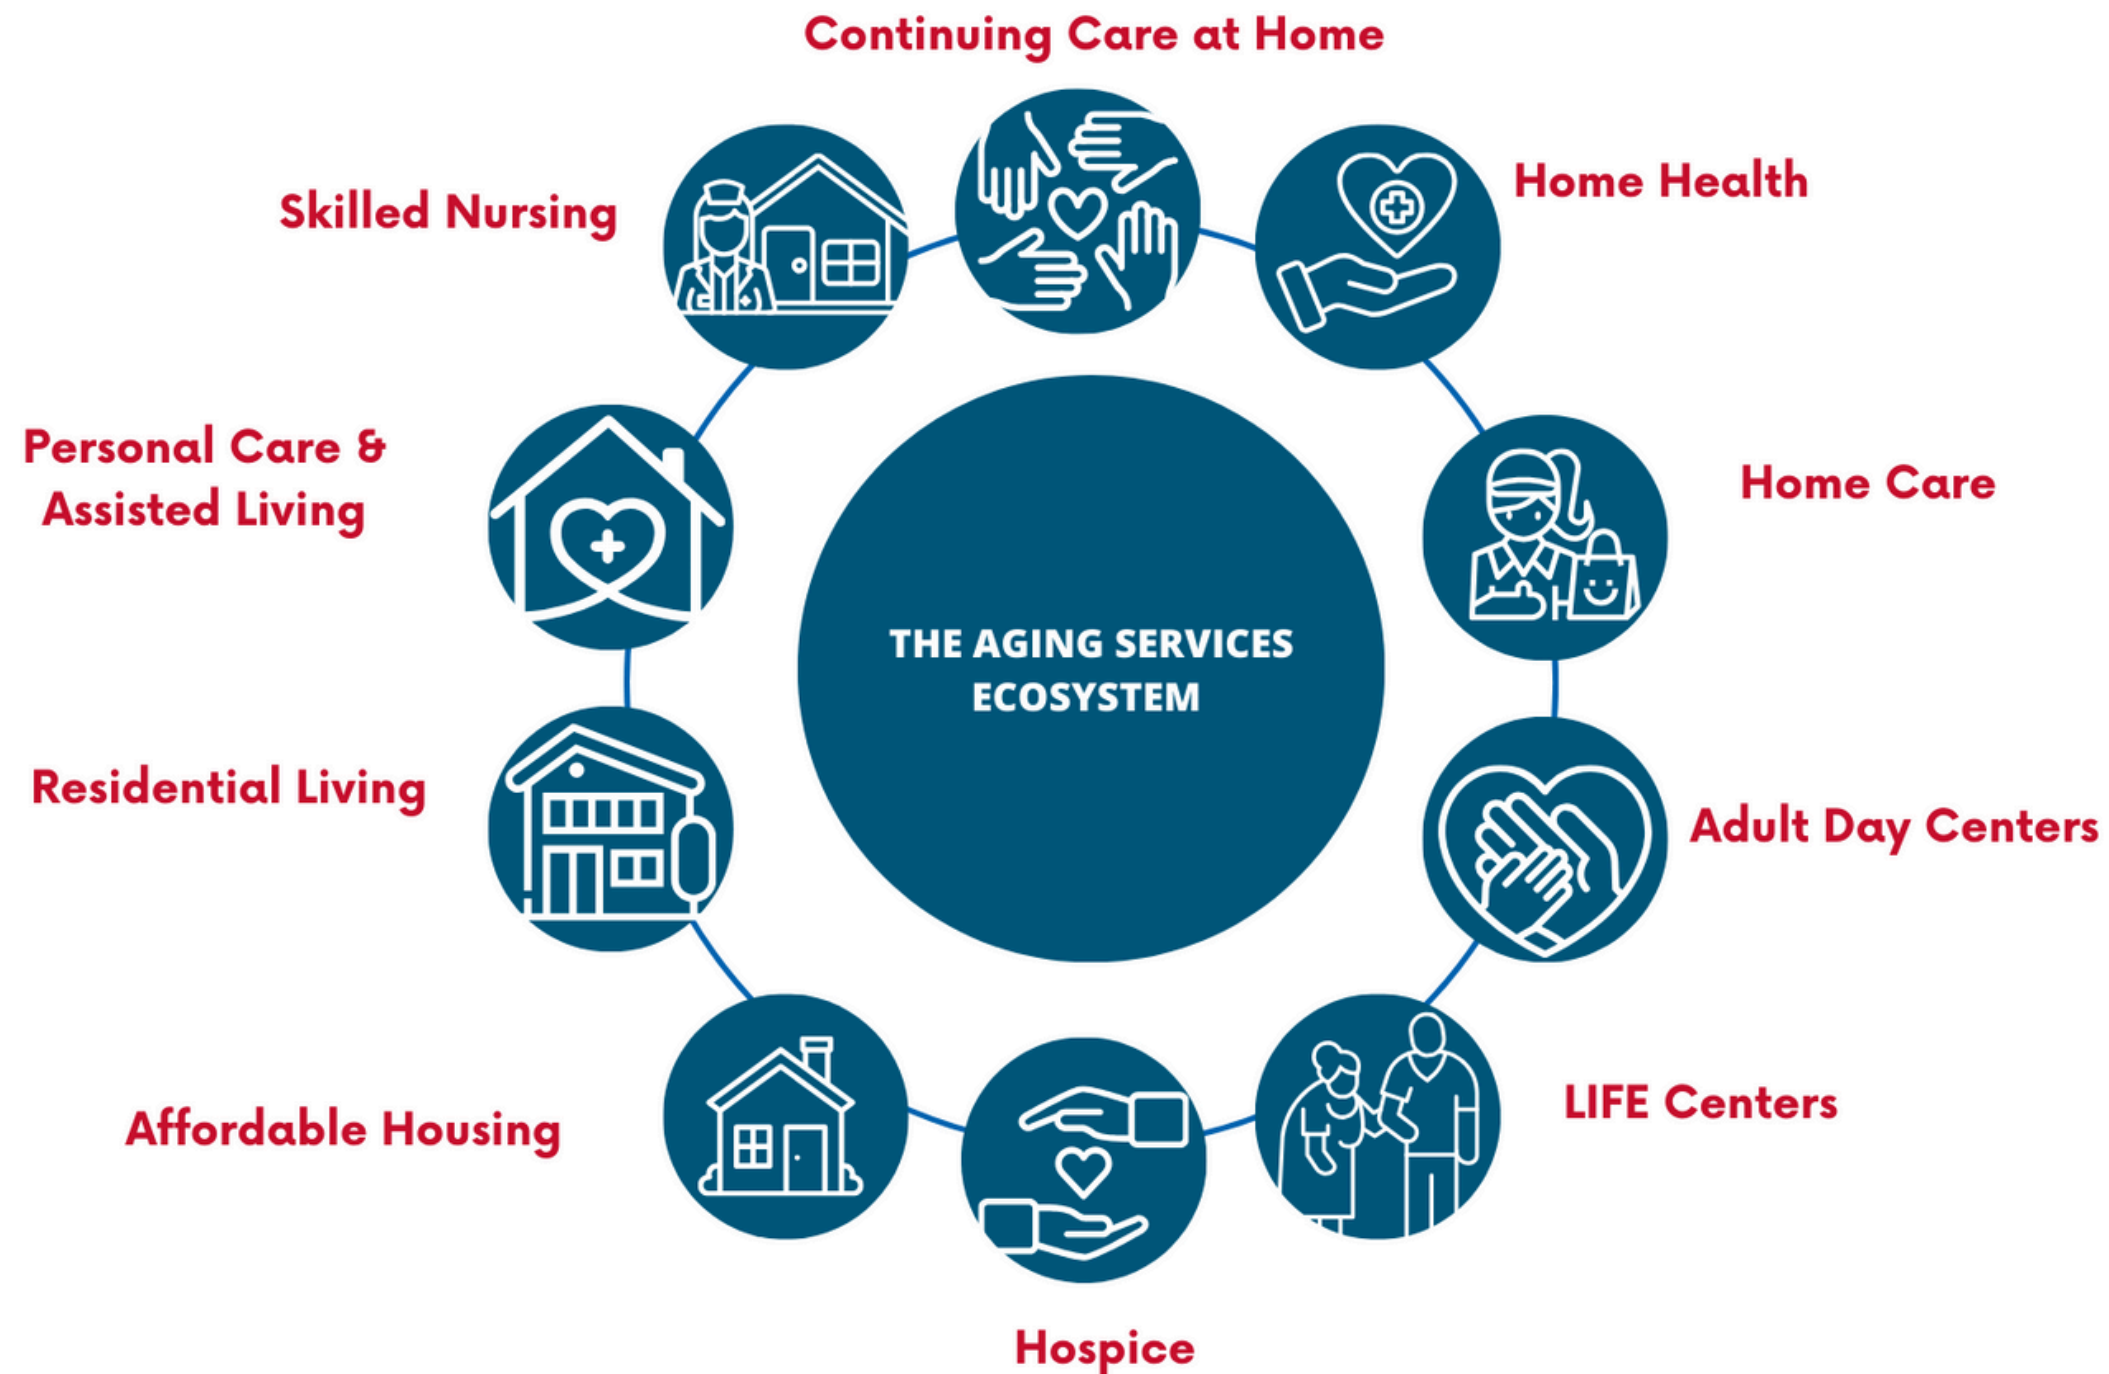 Continuing Care at Home
Home Health
Skilled Nursing
Personal Care &
Assisted Living
Home Care
THE AGING SERVICES
ECOSYSTEM
Residential Living
Adult Day Centers
LIFE Centers
Affordable Housing
Hospice